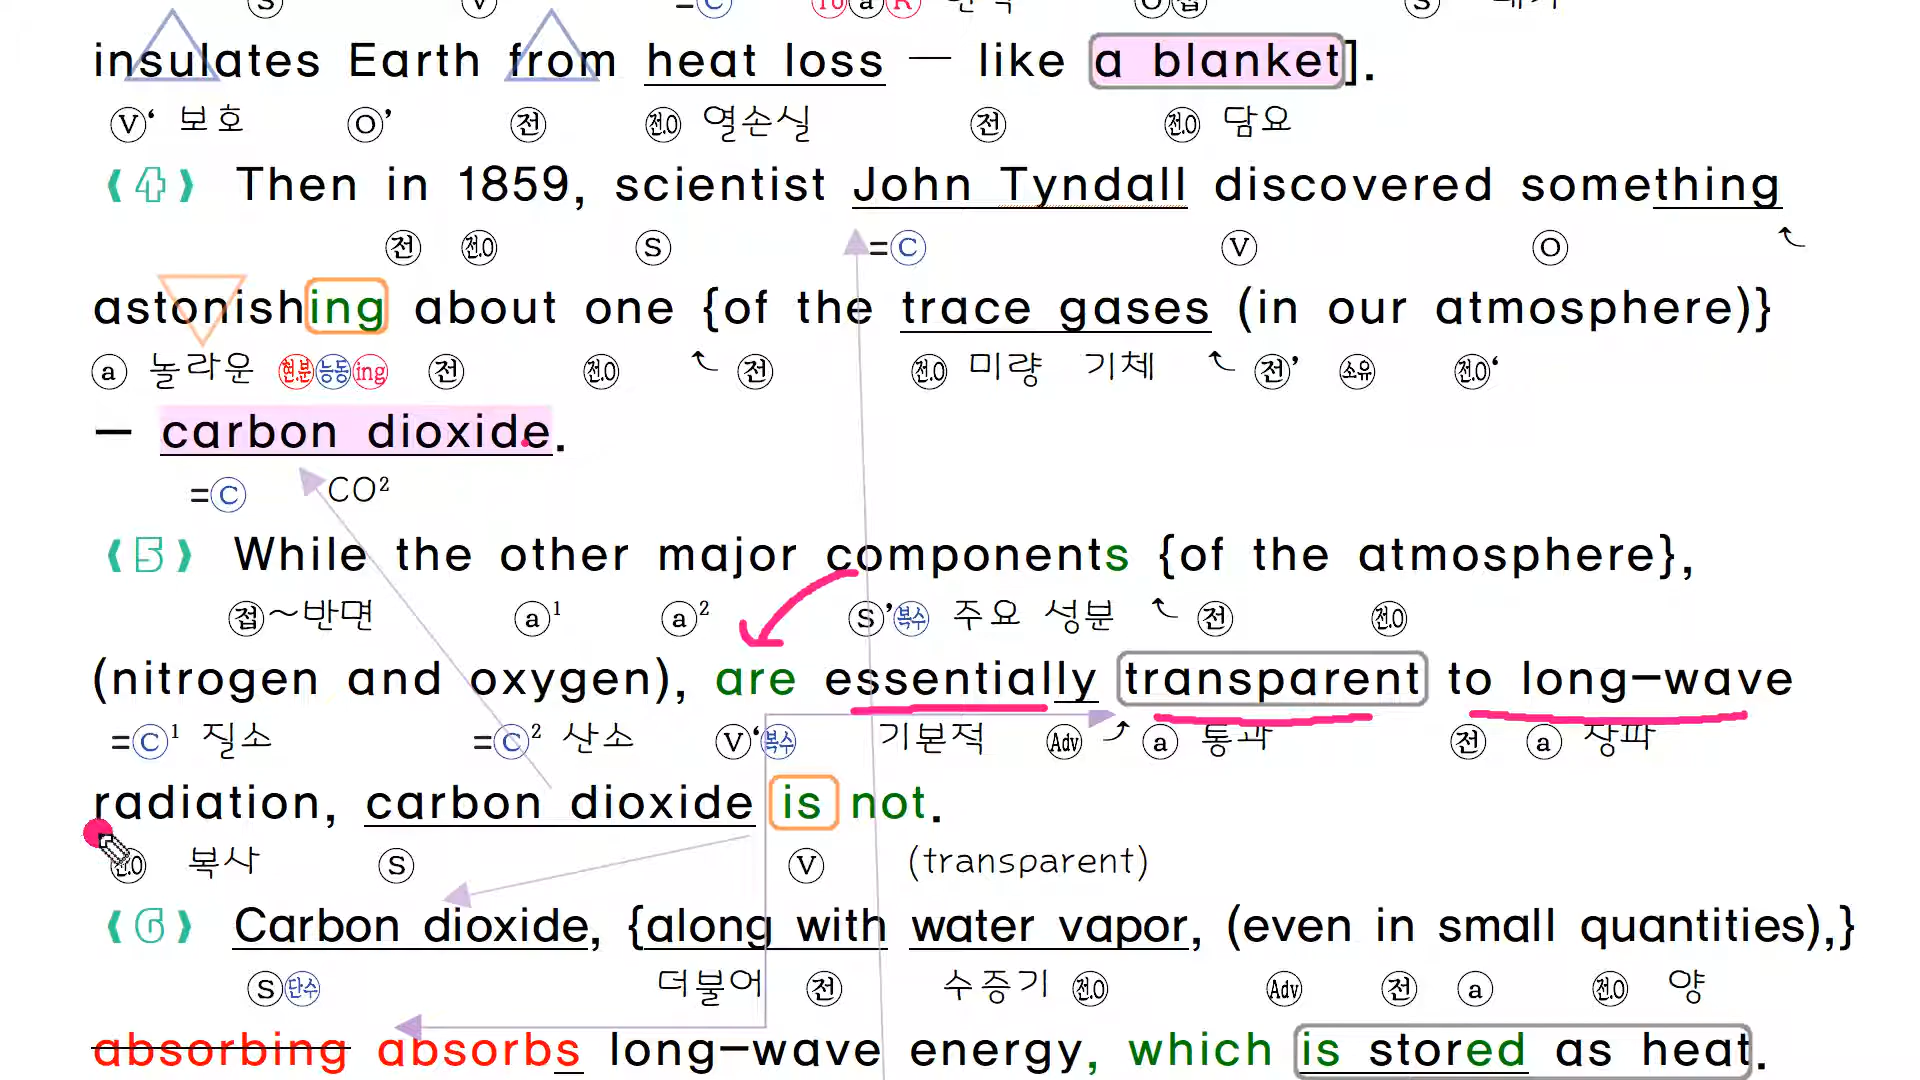 insulates Earth from heat loss — like a blanket].
Ⓥ‘ 보호 Ⓞ’ 전 전.O 열손실 전 전.O 담요
❪4❫ Then in 1859, scientist John Tyndall discovered something
전 전.O Ⓢ =Ⓒ Ⓥ Ⓞ
astonishing about one {of the trace gases (in our atmosphere)}
ⓐ 놀라운 현.분 능동 ing 전 전.O 전 전.O 미량 기체 전’ 소유 전.O‘
— carbon dioxide.
=Ⓒ CO²
❪5❫ While the other major components {of the atmosphere},
접~반면 ⓐ¹ ⓐ² Ⓢ’복수 주요 성분 전 전.O
(nitrogen and oxygen), are essentially transparent to long–wave
=Ⓒ¹ 질소 =Ⓒ² 산소 Ⓥ‘복수 기본적 Adv ⓐ 통과 전 ⓐ 장파
radiation, carbon dioxide is not.
전.O 복사 Ⓢ Ⓥ (transparent)
❪6❫ Carbon dioxide, {along with water vapor, (even in small quantities),}
Ⓢ단수 더불어 전 수증기 전.O Adv 전 ⓐ 전.O 양
absorbing absorbs long–wave energy, which is stored as heat.